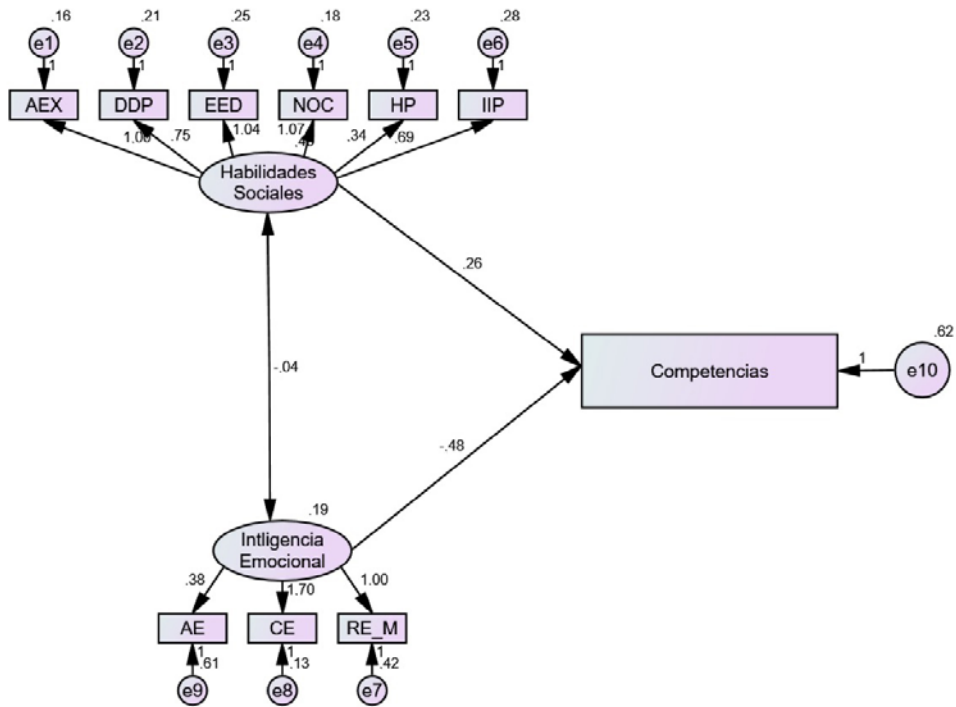 .16 .21 .25 .18 .23 .28
e1 e2 e3 e4 e5 e6
1 1 1 1 1 1
AEX DDP EED NOC HP IIP
1.00 .75 1.04 1.07 .34 .69
Habilidades
Sociales
.26
-.04
.62
Competencias
1
e10
-.48
.19
Intligencia
Emocional
.38 1.70 1.00
AE CE RE_M
1 1 1
.61 .13 .42
e9 e8 e7